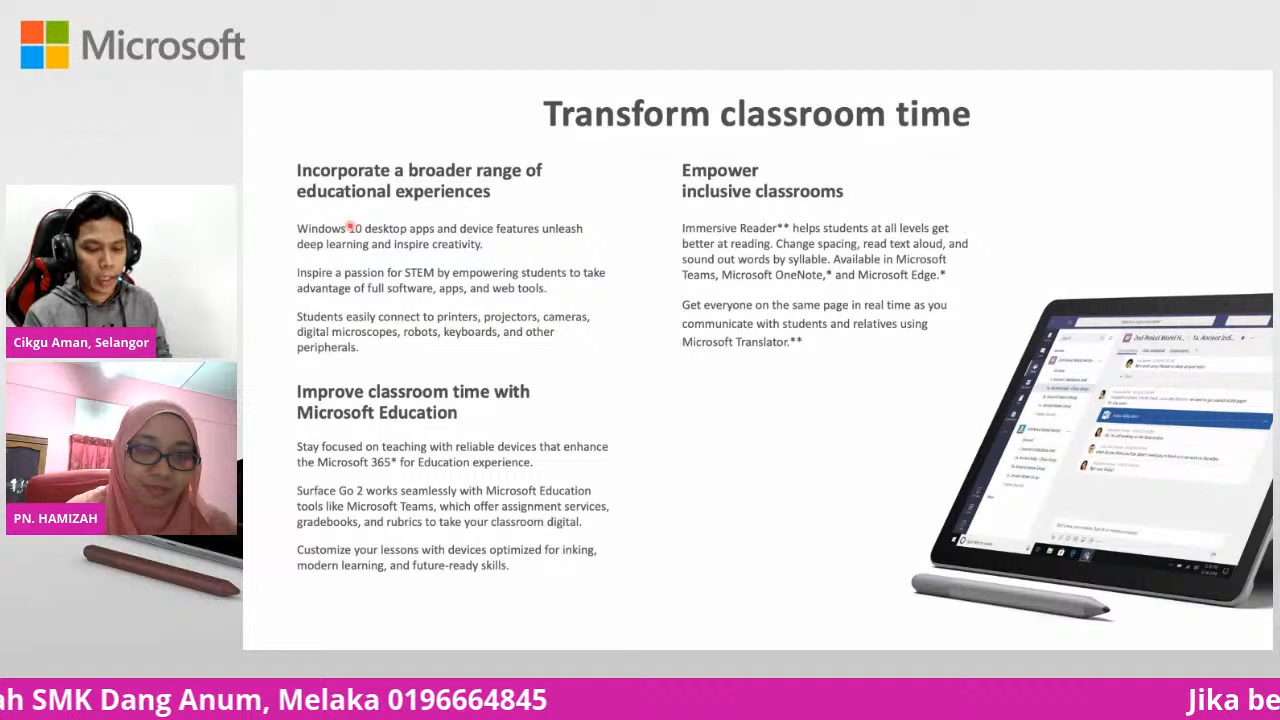 Microsoft
Transform classroom time
Incorporate a broader range of
educational experiences
Windows 10 desktop apps and device features unleash
deep learning and inspire creativity.
Inspire a passion for STEM by empowering students to take
advantage of full software, apps, and web tools.
Students easily connect to printers, projectors, cameras,
digital microscopes, robots, keyboards, and other
peripherals.
Improve classroom time with
Microsoft Education
Stay focused on teaching with reliable devices that enhance
the Microsoft 365* for Education experience.
Surface Go 2 works seamlessly with Microsoft Education
tools like Microsoft Teams, which offer assignment services,
gradebooks, and rubrics to take your classroom digital.
Customize your lessons with devices optimized for inking,
modern learning, and future-ready skills.
Empower
inclusive classrooms
Immersive Reader** helps students at all levels get
better at reading. Change spacing, read text aloud, and
sound out words by syllable. Available in Microsoft
Teams, Microsoft OneNote,* and Microsoft Edge.*
Get everyone on the same page in real time as you
communicate with students and relatives using
Microsoft Translator.**
2nd Period World H...
Cikgu Aman, Selangor
PN. HAMIZAH
ah SMK Dang Anum, Melaka 0196664845
Jika be